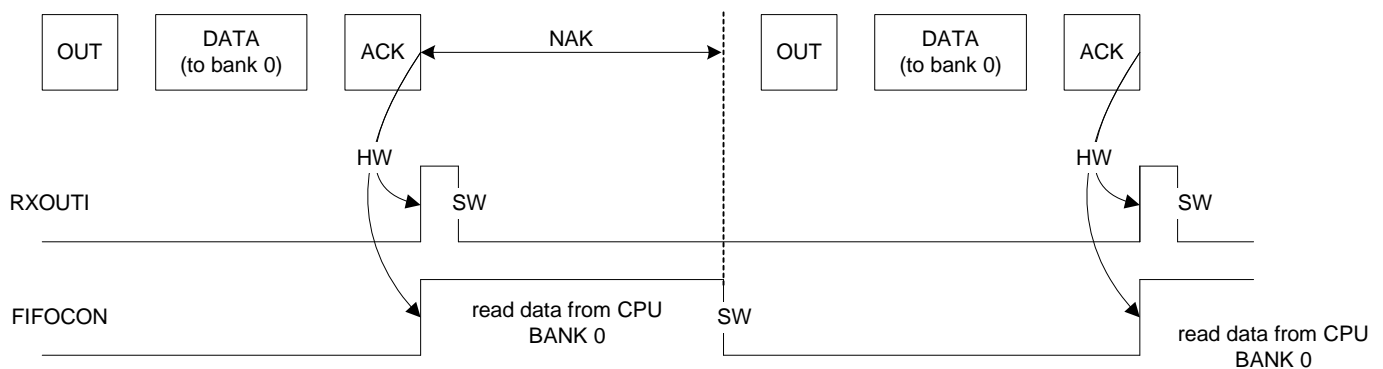 OUT
DATA
(to bank 0)
ACK
NAK
OUT
DATA
(to bank 0)
ACK
HW
HW
RXOUTI
SW
SW
FIFOCON
read data from CPU
BANK 0
SW
read data from CPU
BANK 0